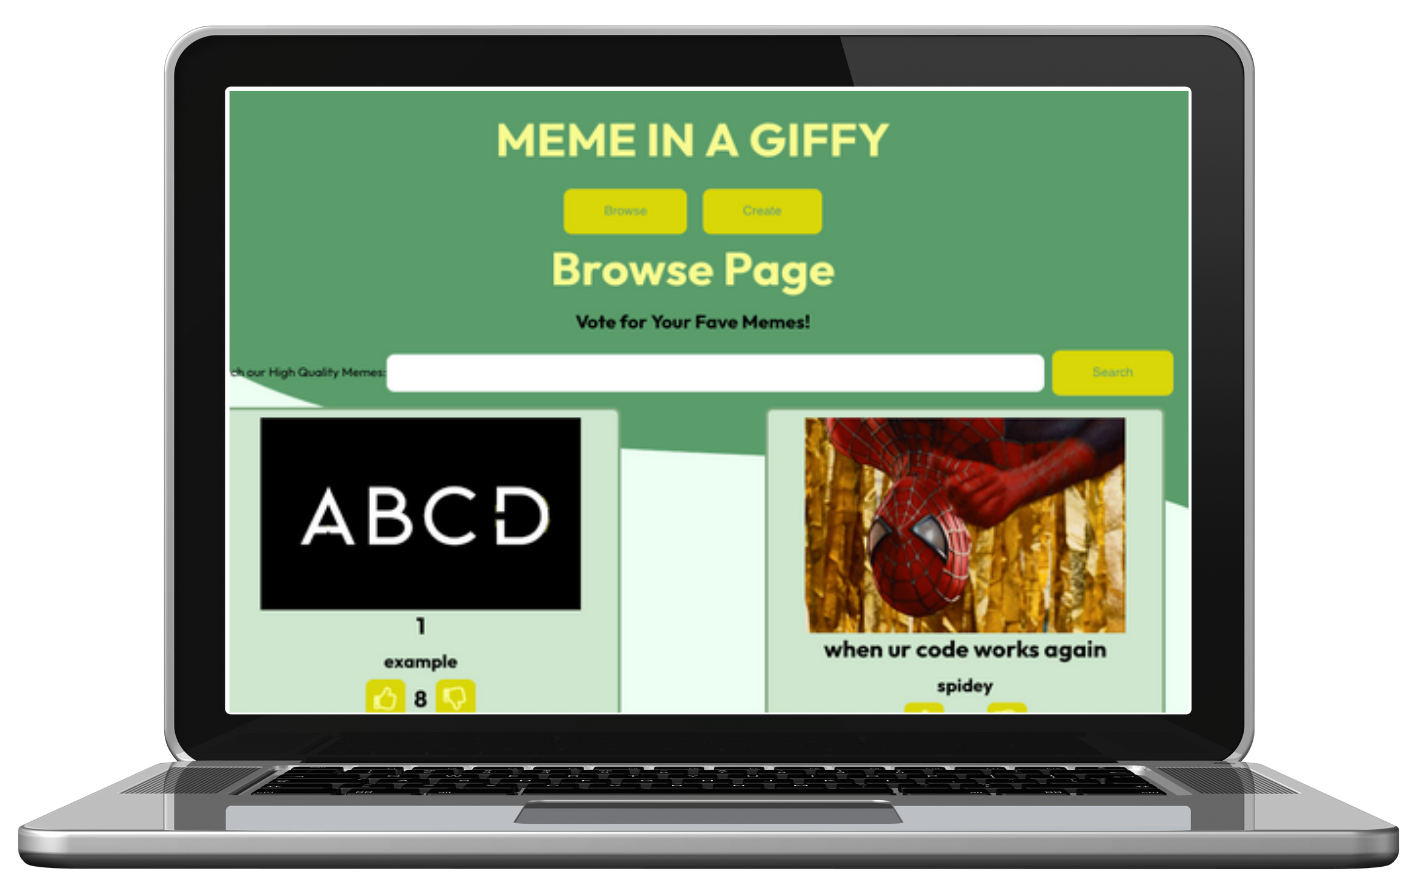 MEME IN A GIFFY
Browse Create
Browse Page
Vote for Your Fave Memes!
ch our High Quality Memes: Search
ABCD
1
example
8
when ur code works again
spidey